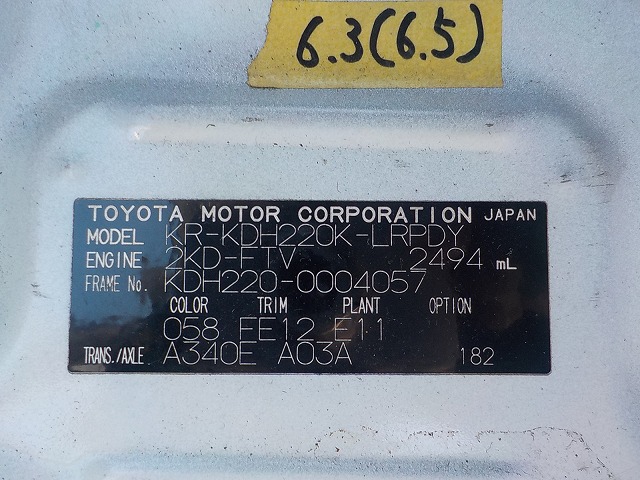 6.3(6.5)
TOYOTA MOTOR CORPORATION JAPAN
MODEL KR-KDH220K-LRPDY
ENGINE 2KD-FTV 2494 mL
FRAME No. KDH220-0004057
COLOR TRIM PLANT OPTION
058 FE12 E11
TRANS./AXLE A340E A03A 182